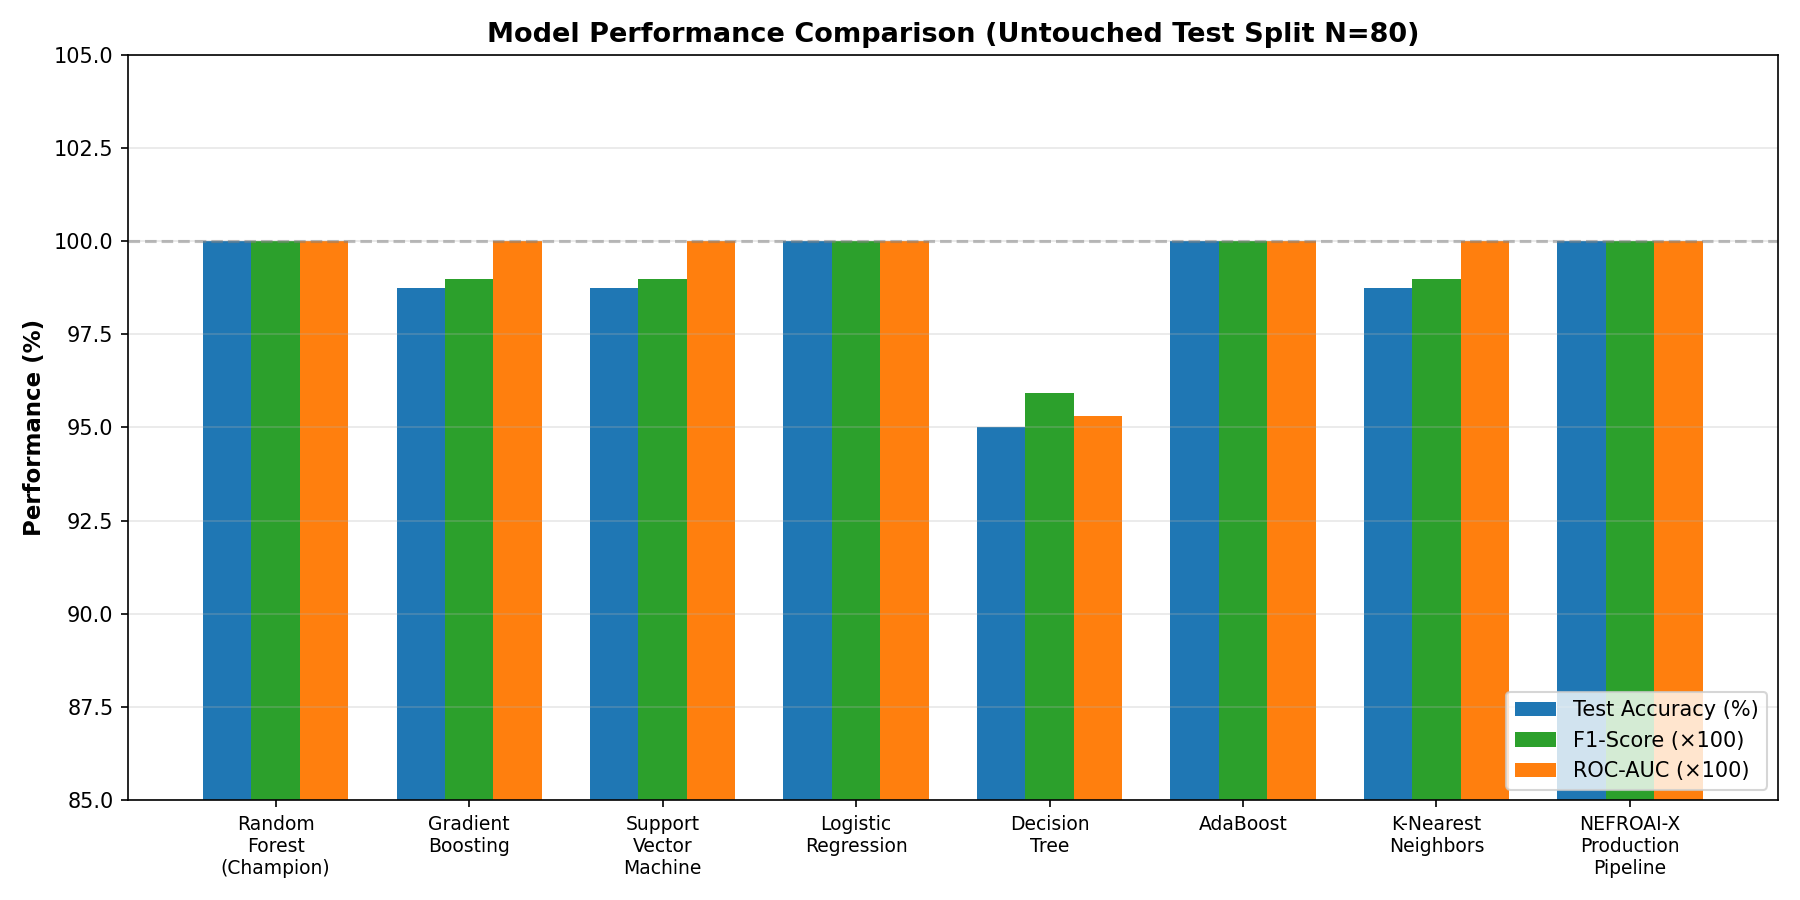 Model Performance Comparison (Untouched Test Split N=80)
Performance (%)
105.0
102.5
100.0
97.5
95.0
92.5
90.0
87.5
85.0
Test Accuracy (%)
F1-Score (×100)
ROC-AUC (×100)
Random
Forest
(Champion)
Gradient
Boosting
Support
Vector
Machine
Logistic
Regression
Decision
Tree
AdaBoost
K-Nearest
Neighbors
NEFROAI-X
Production
Pipeline